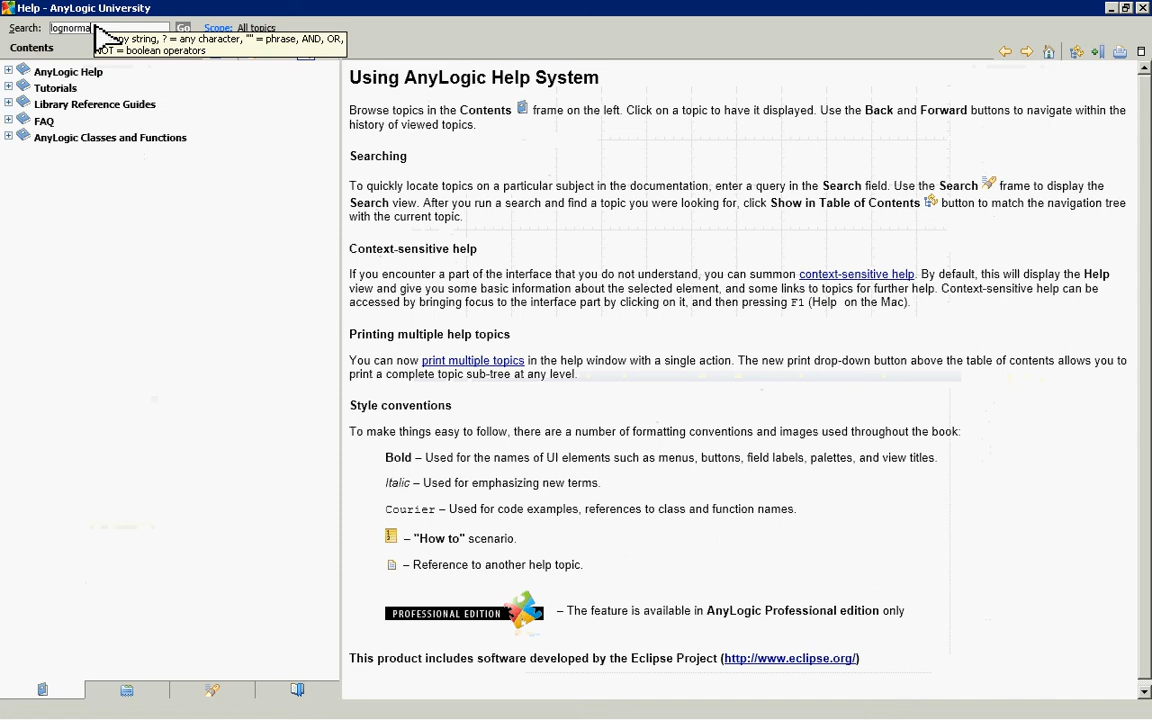 Help - AnyLogic University
Search: lognorma Go Scope: All topics
any string, ? = any character, "" = phrase, AND, OR,
NOT = boolean operators
Contents
AnyLogic Help
Tutorials
Library Reference Guides
FAQ
AnyLogic Classes and Functions
Using AnyLogic Help System
Browse topics in the Contents frame on the left. Click on a topic to have it displayed. Use the Back and Forward buttons to navigate within the
history of viewed topics.
Searching
To quickly locate topics on a particular subject in the documentation, enter a query in the Search field. Use the Search frame to display the
Search view. After you run a search and find a topic you were looking for, click Show in Table of Contents button to match the navigation tree
with the current topic.
Context-sensitive help
If you encounter a part of the interface that you do not understand, you can summon context-sensitive help. By default, this will display the Help
view and give you some basic information about the selected element, and some links to topics for further help. Context-sensitive help can be
accessed by bringing focus to the interface part by clicking on it, and then pressing F1 (Help on the Mac).
Printing multiple help topics
You can now print multiple topics in the help window with a single action. The new print drop-down button above the table of contents allows you to
print a complete topic sub-tree at any level.
Style conventions
To make things easy to follow, there are a number of formatting conventions and images used throughout the book:
Bold – Used for the names of UI elements such as menus, buttons, field labels, palettes, and view titles.
Italic – Used for emphasizing new terms.
Courier – Used for code examples, references to class and function names.
– "How to" scenario.
– Reference to another help topic.
PROFESSIONAL EDITION – The feature is available in AnyLogic Professional edition only
This product includes software developed by the Eclipse Project (http://www.eclipse.org/)